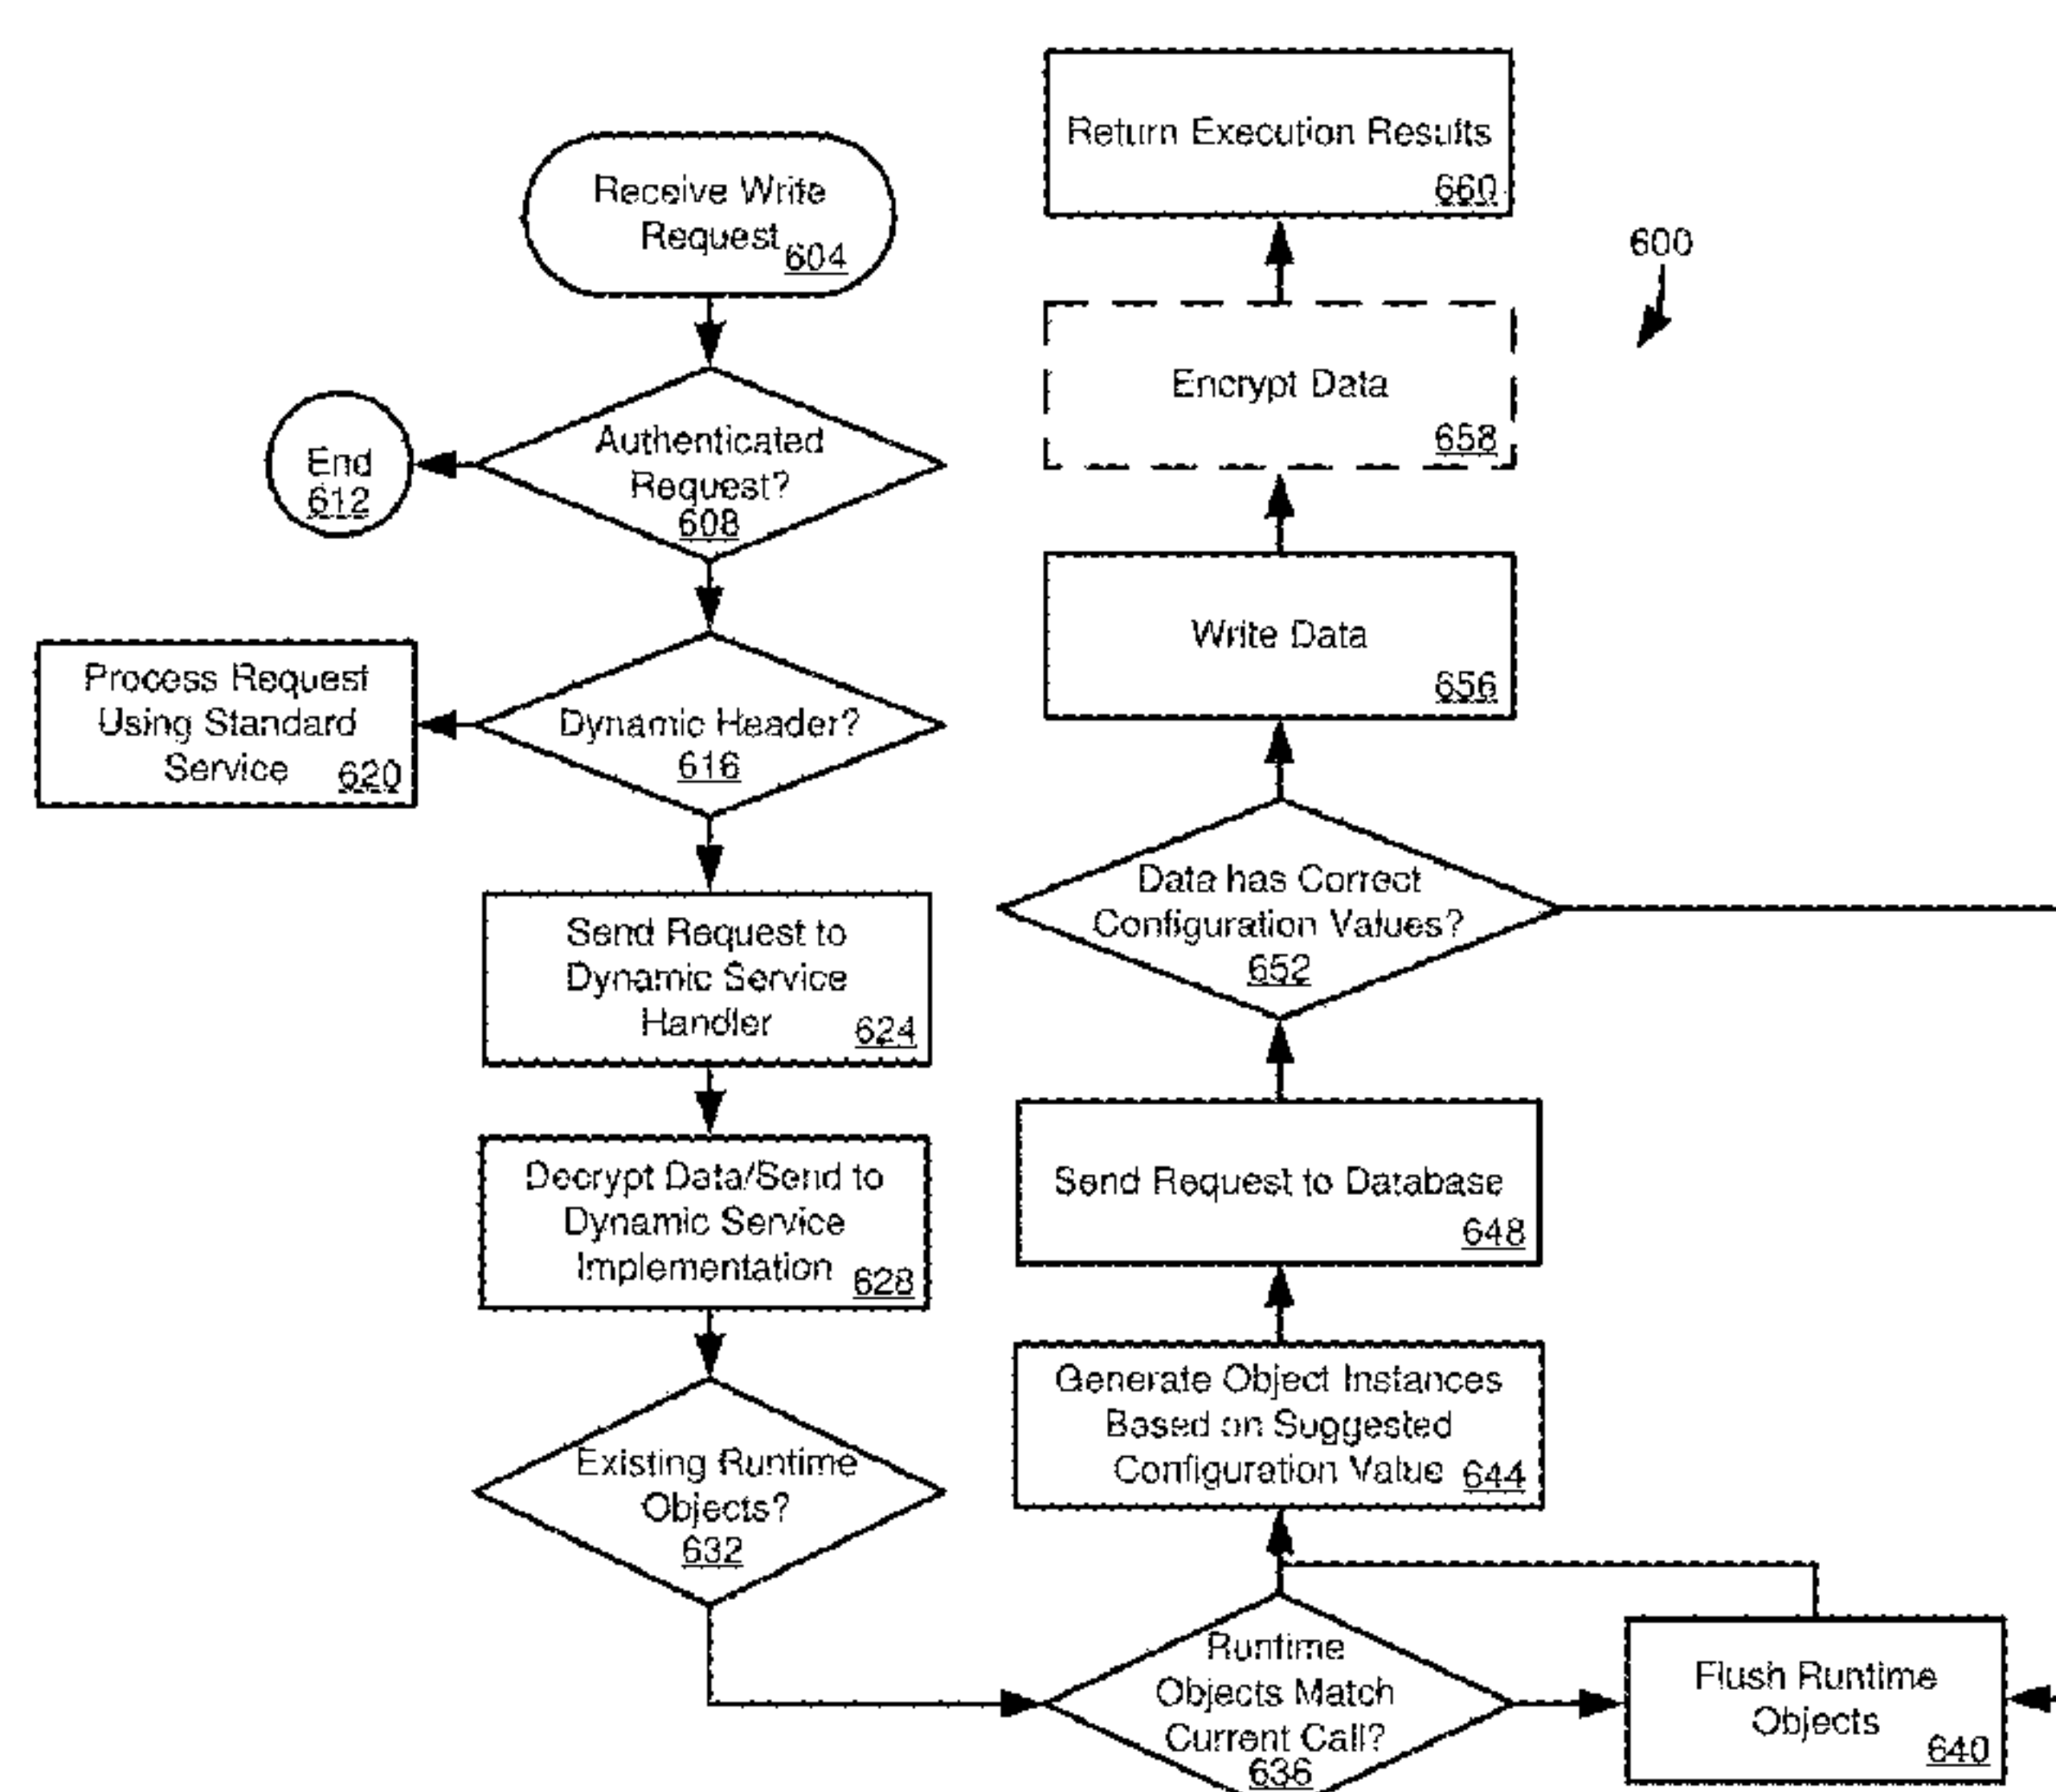 Receive Write
Request
604
Authenticated
Request?
608
End
612
Dynamic Header?
616
Process Request
Using Standard
Service
620
Send Request to
Dynamic Service
Handler
624
Decrypt Data/Send to
Dynamic Service
Implementation
628
Existing Runtime
Objects?
632
Runtime
Objects Match
Current Call?
636
Flush Runtime
Objects
640
Generate Object Instances
Based on Suggested
Configuration Value
644
Send Request to Database
648
Data has Correct
Configuration Values?
652
Write Data
656
Encrypt Data
658
Return Execution Results
660
600